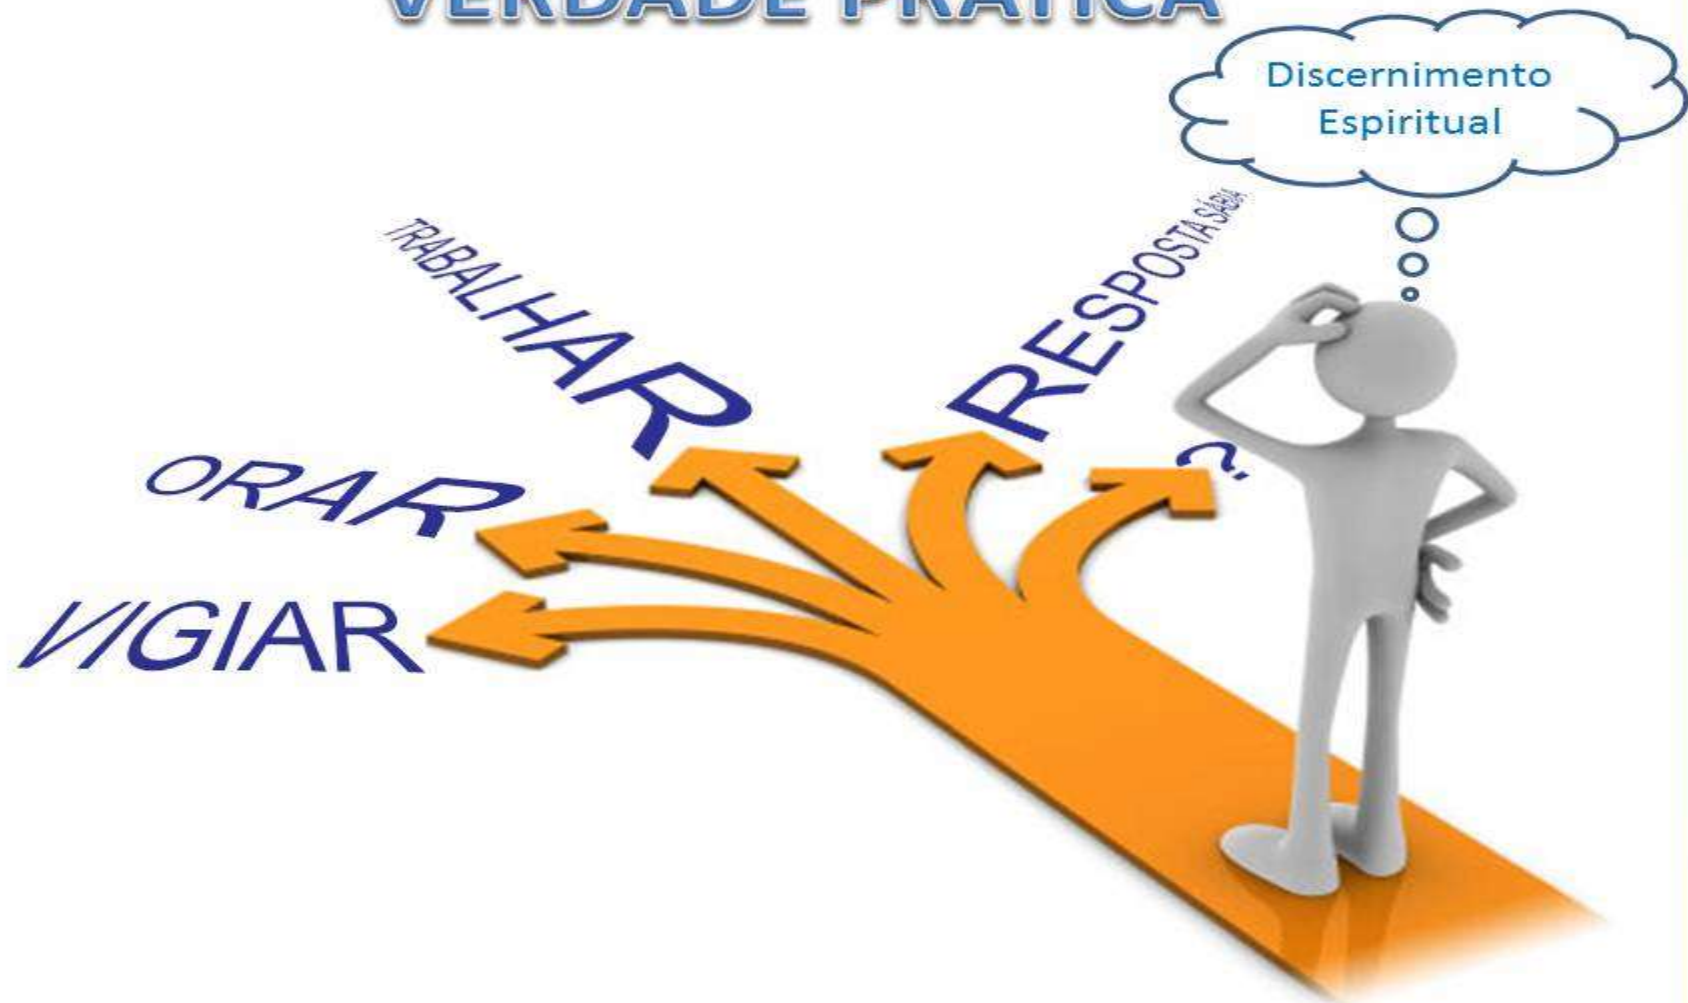 VERDADE PRÁTICA
Discernimento
Espiritual
TRABALHAR
RESPOSTA SÁBIA
ORAR
?
VIGIAR